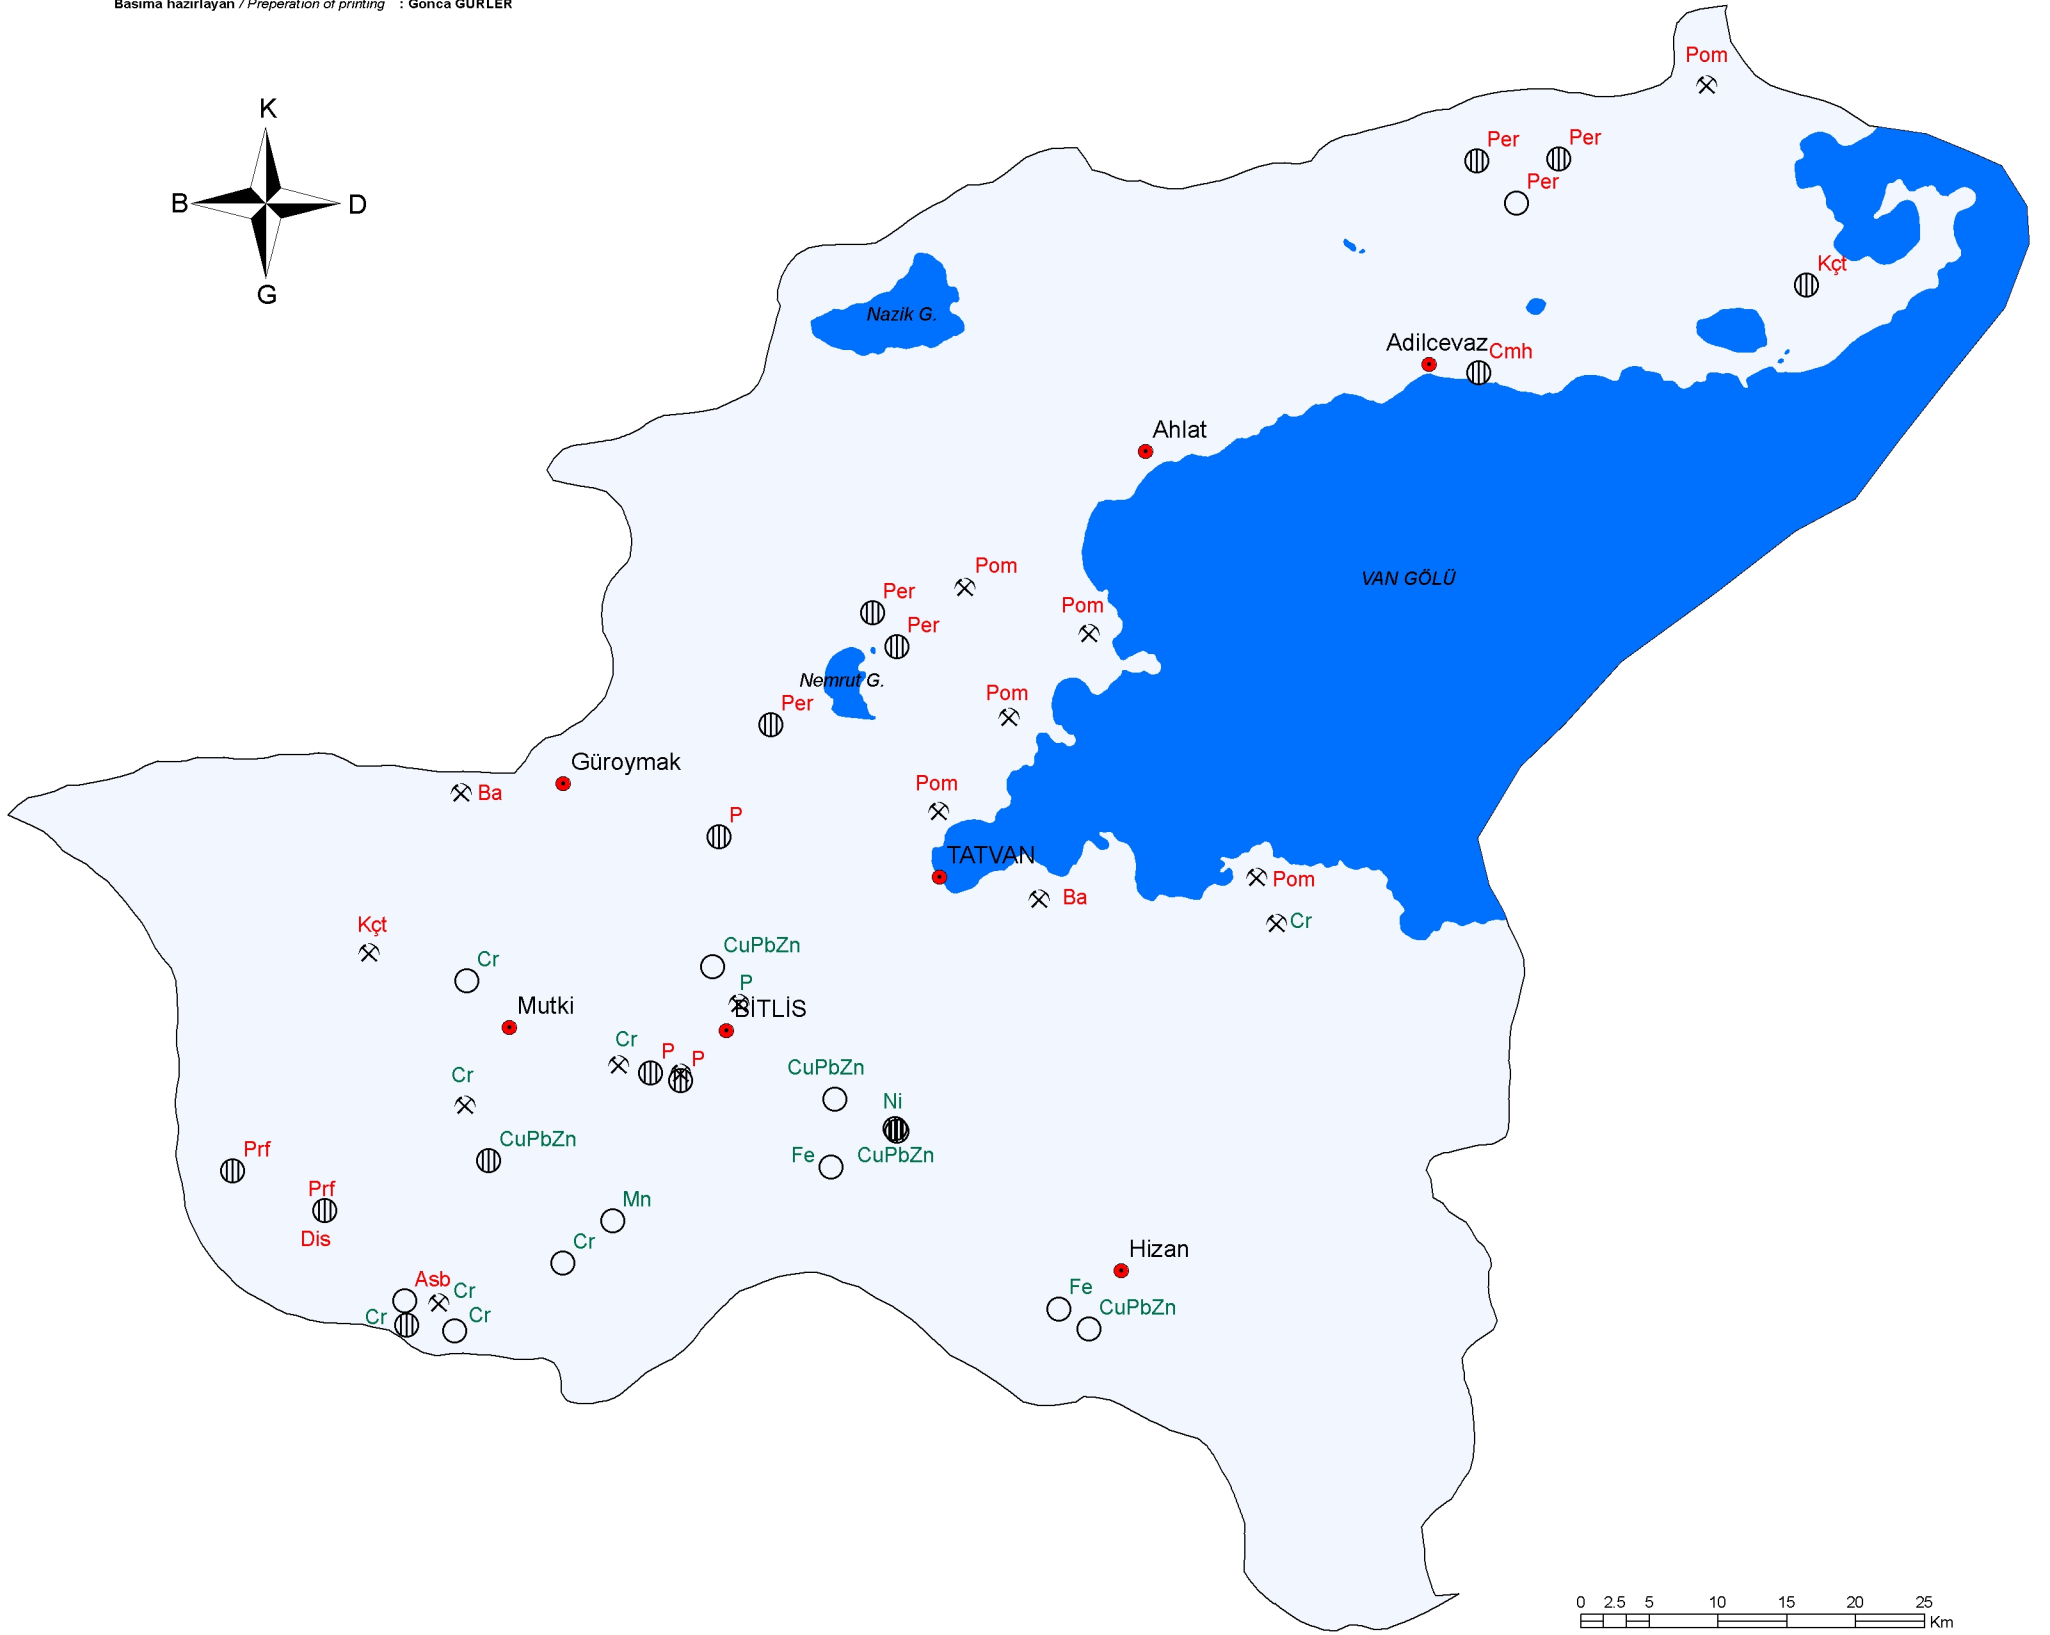 Basıma hazırlayan / Preperation of printing : Gonca GÜRLER
Pom
K
Per
Per
Per
B
D
Kçt
G
Nazik G.
Adilcevaz
Cmh
Ahlat
Pom
VAN GÖLÜ
Per
Pom
Per
Nemrut G.
Pom
Per
Güroymak
Pom
Ba
P
TATVAN
Pom
Ba
Cr
Kçt
CuPbZn
Cr
P
Mutki
BİTLİS
Cr
P
P
CuPbZn
Cr
Ni
CuPbZn
Prf
Fe
CuPbZn
Prf
Mn
Dis
Cr
Hizan
Asb
Cr
Fe
CuPbZn
Cr
Cr
0 2.5 5 10 15 20 25
Km